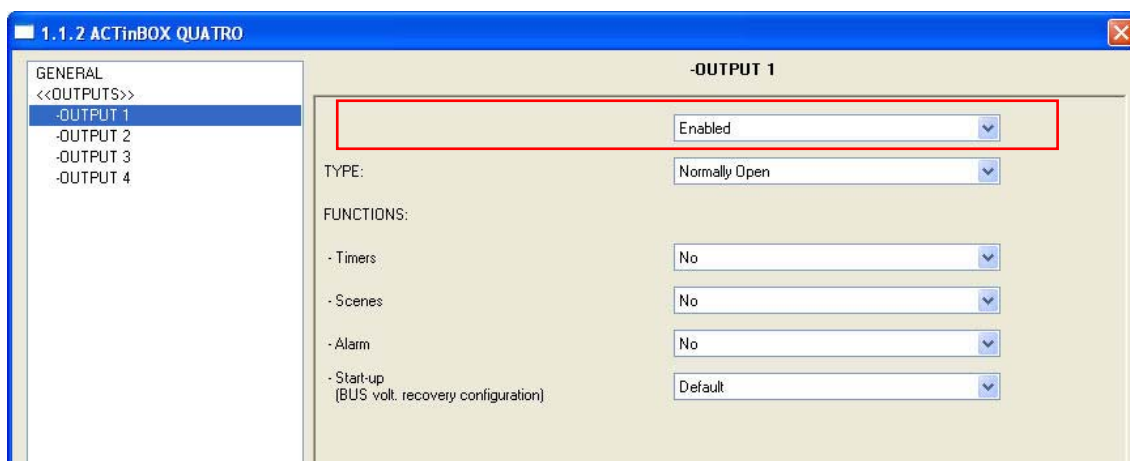 1.1.2 ACTinBOX QUATRO
GENERAL
<<OUTPUTS>>
-OUTPUT 1
-OUTPUT 2
-OUTPUT 3
-OUTPUT 4
-OUTPUT 1
Enabled
TYPE: Normally Open
FUNCTIONS:
- Timers No
- Scenes No
- Alarm No
- Start-up
(BUS volt. recovery configuration) Default